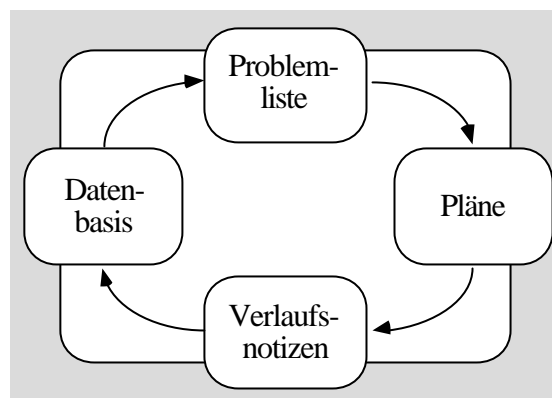 Problem-
liste
Daten-
basis
Pläne
Verlaufs-
notizen